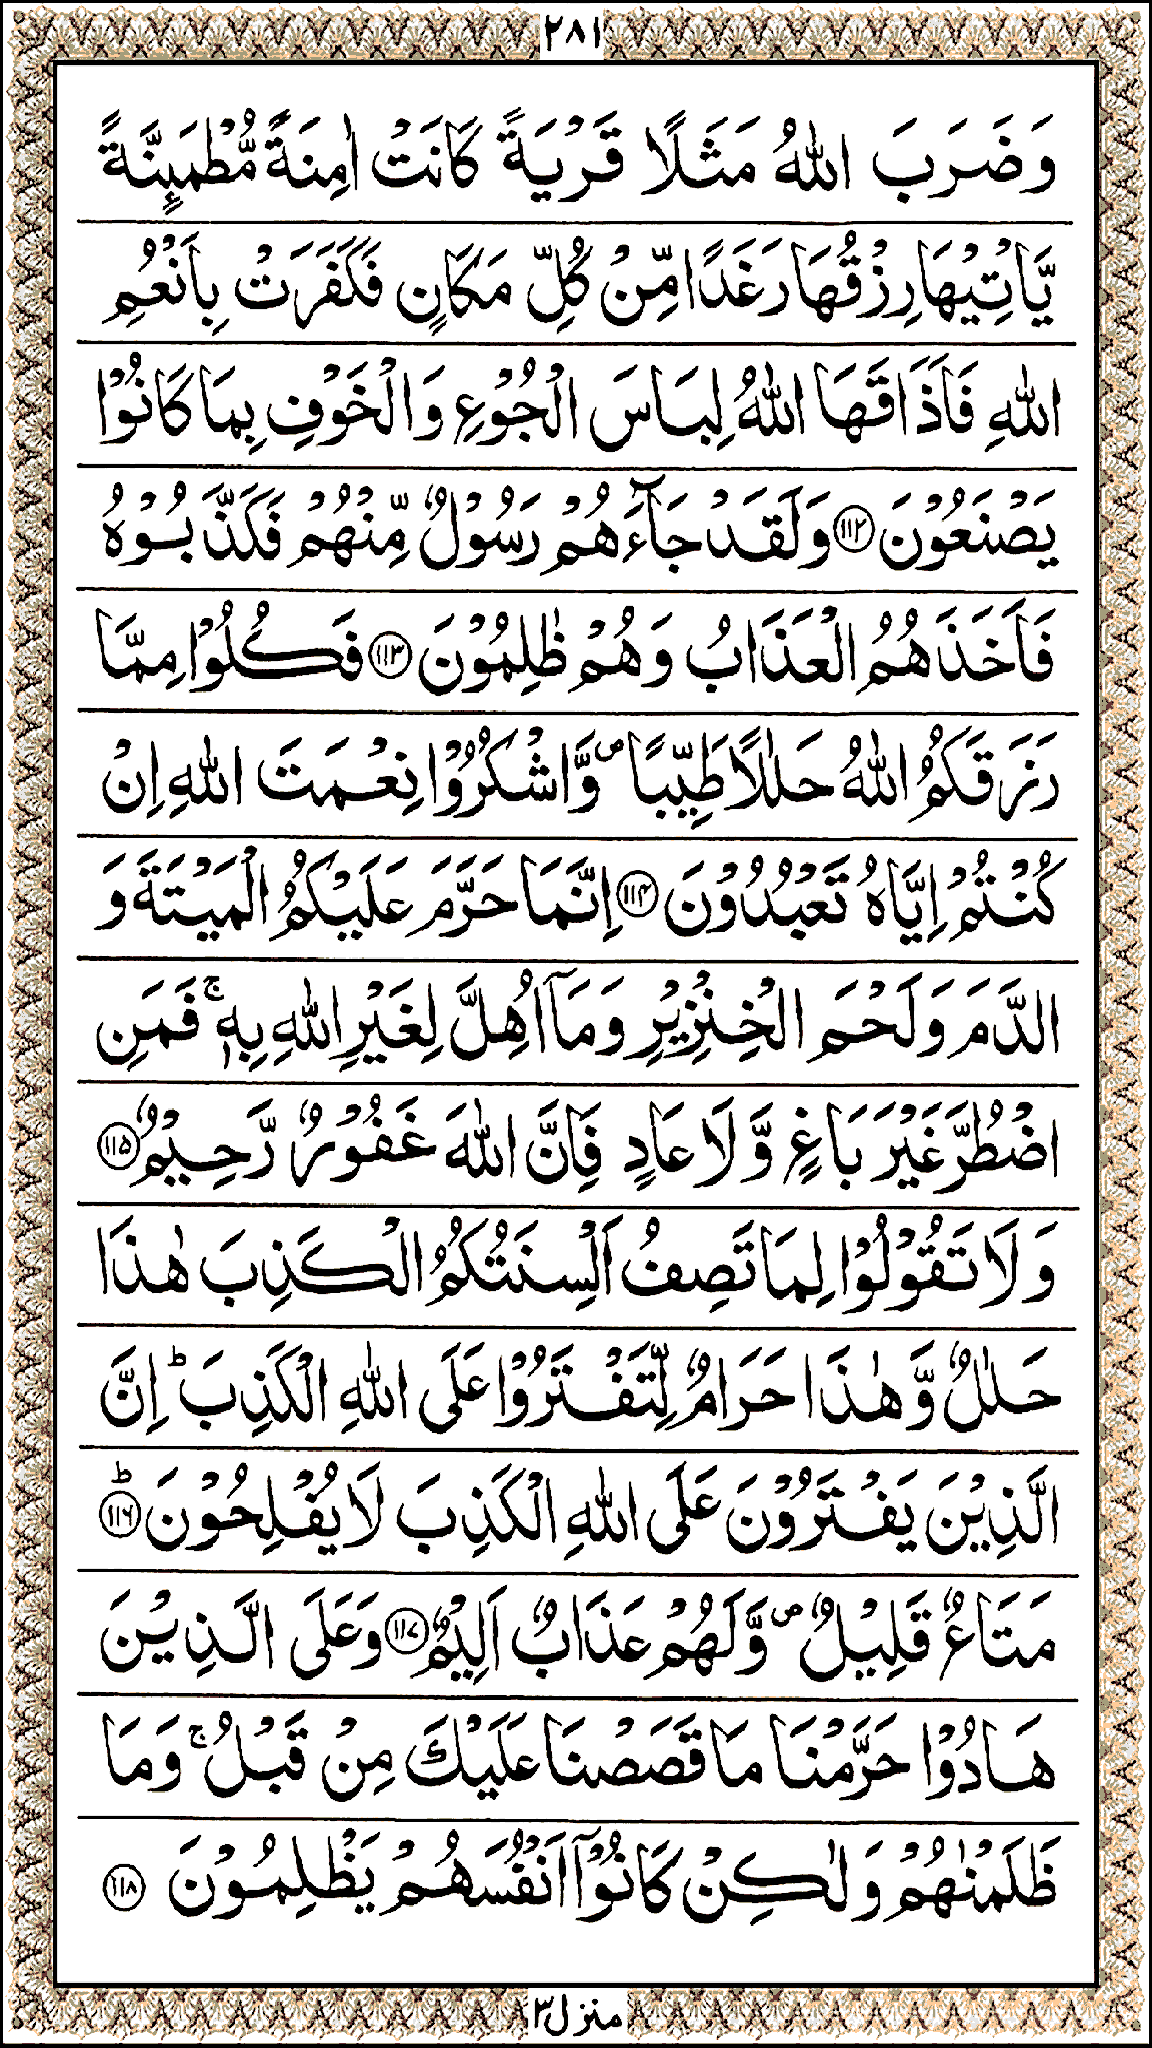 ٢٨١
وَضَرَبَ اللّٰهُ مَثَلًا قَرْيَةً كَانَتْ اٰمِنَةً مُّطْمَىِٕنَّةً
يَّاْتِيْهَا رِزْقُهَا رَغَدًا مِّنْ كُلِّ مَكَانٍ فَكَفَرَتْ بِاَنْعُمِ
اللّٰهِ فَاَذَاقَهَا اللّٰهُ لِبَاسَ الْجُوْعِ وَالْخَوْفِ بِمَا كَانُوْا
يَصْنَعُوْنَ ﴿١١٢﴾ وَلَقَدْ جَآءَهُمْ رَسُوْلٌ مِّنْهُمْ فَكَذَّبُوْهُ
فَاَخَذَهُمُ الْعَذَابُ وَهُمْ ظٰلِمُوْنَ ﴿١١٣﴾ فَكُلُوْا مِمَّا
رَزَقَكُمُ اللّٰهُ حَلٰلًا طَيِّبًا ۪ وَّاشْكُرُوْا نِعْمَتَ اللّٰهِ اِنْ
كُنْتُمْ اِيَّاهُ تَعْبُدُوْنَ ﴿١١٤﴾ اِنَّمَا حَرَّمَ عَلَيْكُمُ الْمَيْتَةَ وَ
الدَّمَ وَلَحْمَ الْخِنْزِيْرِ وَمَآ اُهِلَّ لِغَيْرِ اللّٰهِ بِهٖ ۚ فَمَنِ
اضْطُرَّ غَيْرَ بَاغٍ وَّلَا عَادٍ فَاِنَّ اللّٰهَ غَفُوْرٌ رَّحِيْمٌ ﴿١١٥﴾
وَلَا تَقُوْلُوْا لِمَا تَصِفُ اَلْسِنَتُكُمُ الْكَذِبَ هٰذَا
حَلٰلٌ وَّهٰذَا حَرَامٌ لِّتَفْتَرُوْا عَلَى اللّٰهِ الْكَذِبَ ؕ اِنَّ
الَّذِيْنَ يَفْتَرُوْنَ عَلَى اللّٰهِ الْكَذِبَ لَا يُفْلِحُوْنَ ﴿١١٦﴾ ؕ
مَتَاعٌ قَلِيْلٌ ۪ وَّلَهُمْ عَذَابٌ اَلِيْمٌ ﴿١١٧﴾ وَعَلَى الَّذِيْنَ
هَادُوْا حَرَّمْنَا مَا قَصَصْنَا عَلَيْكَ مِنْ قَبْلُ ۚ وَمَا
ظَلَمْنٰهُمْ وَلٰكِنْ كَانُوْٓا اَنْفُسَهُمْ يَظْلِمُوْنَ ﴿١١٨﴾
منزل ٣